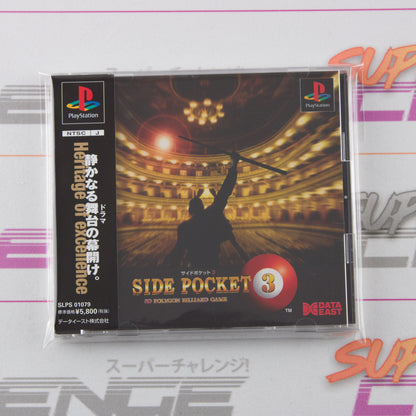 PlayStation
NTSC J
静かなる舞台の幕開け。
ドラマ
Heritage of excellence
SLPS 01079
標準価格¥5,800(税抜)
データイースト株式会社
PlayStation
サイドポケット3
SIDE POCKET 3
3D POLYGON BILLIARD GAME
DATA
EAST
TM
SUP
スーパーチャレンジ!